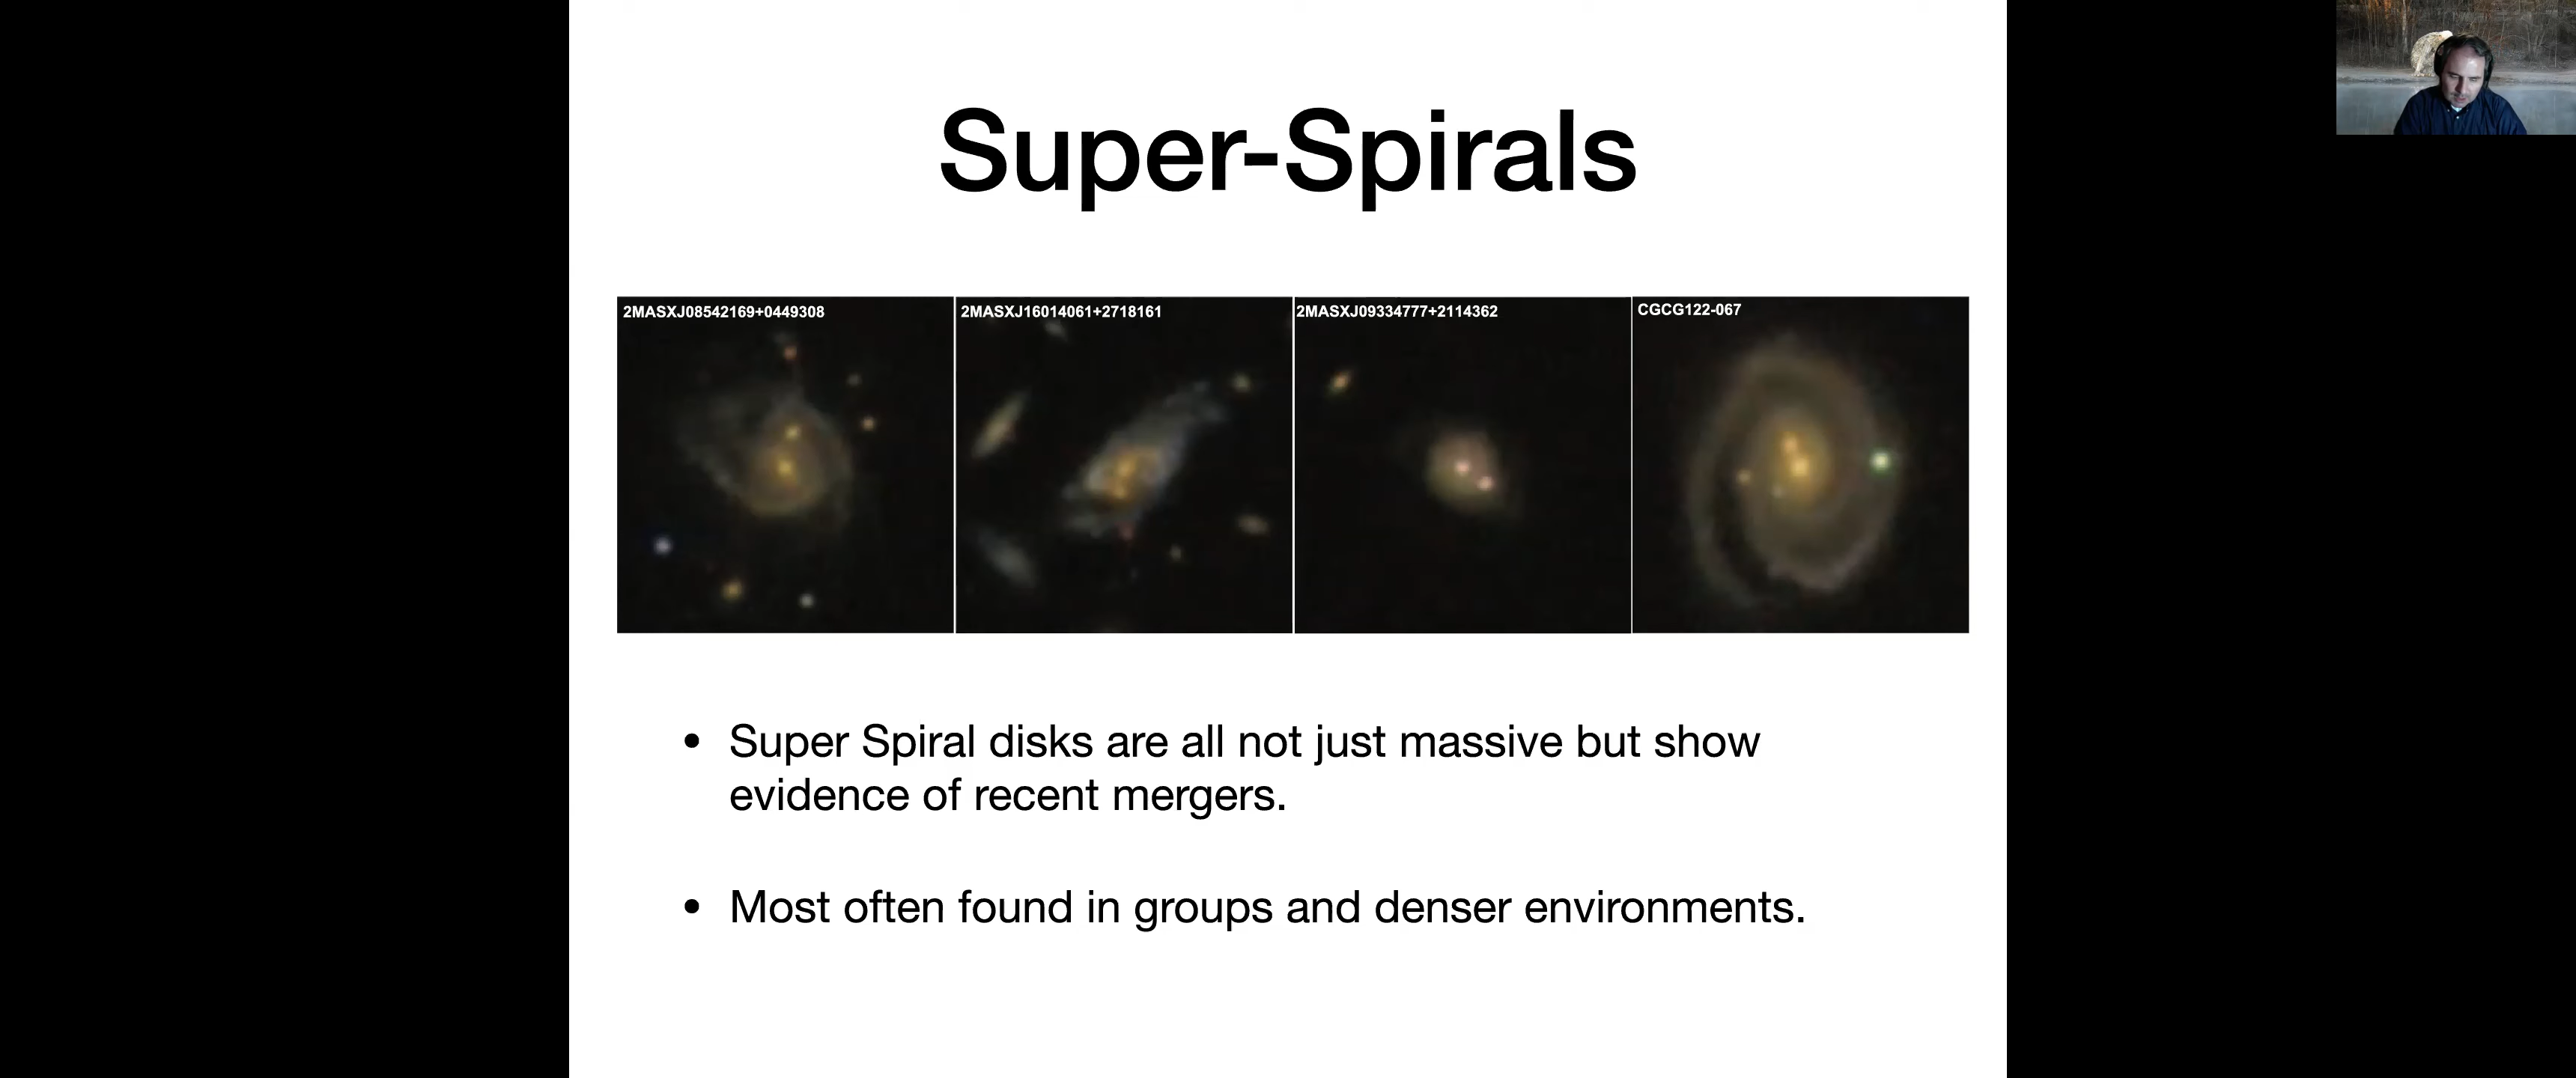 Super-Spirals
2MASXJ08542169+0449308
2MASXJ16014061+2718161
2MASXJ09334777+2114362
CGCG122-067
• Super Spiral disks are all not just massive but show
evidence of recent mergers.
• Most often found in groups and denser environments.